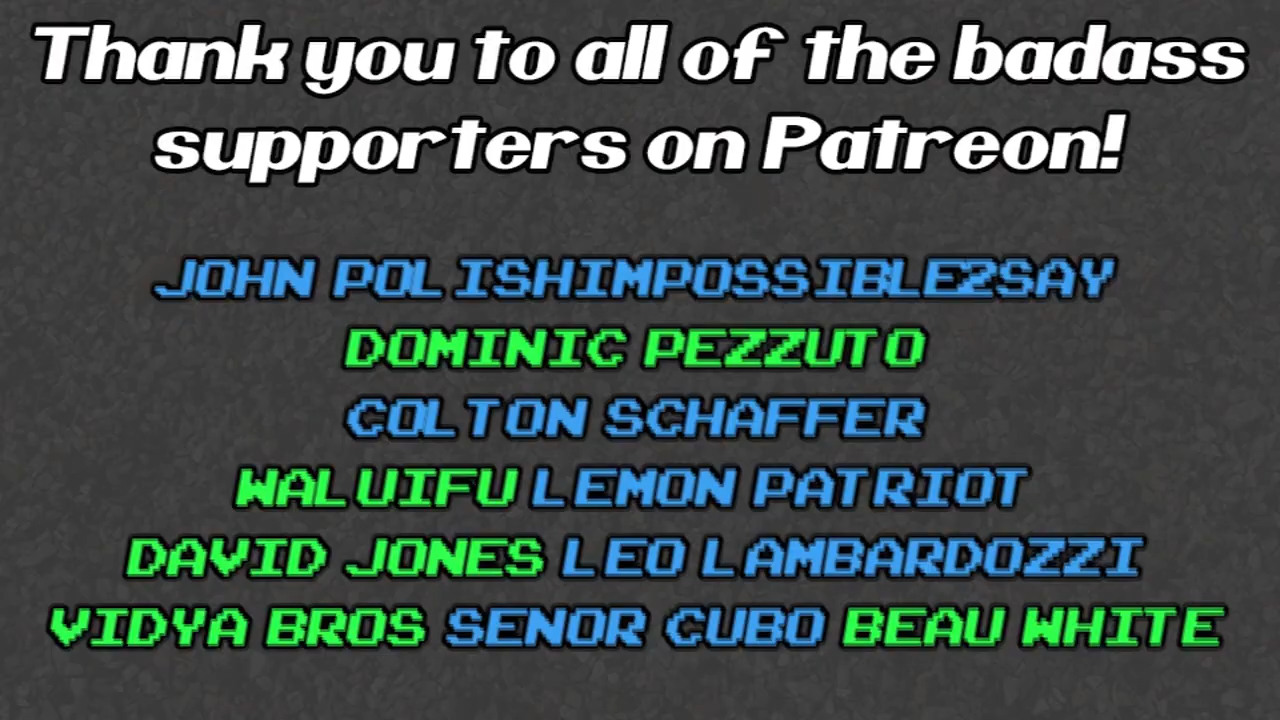 Thank you to all of the badass
supporters on Patreon!
JOHN POLISHIMPOSSIBLE2SAY
DOMINIC PEZZUTO
COLTON SCHAFFER
WALUIFU LEMON PATRIOT
DAVID JONES LEO LAMBARDOZZI
VIDYA BROS SENOR CUBO BEAU WHITE